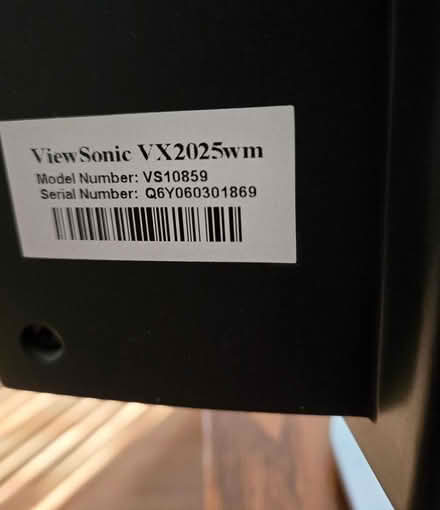 ViewSonic VX2025wm
Model Number: VS10859
Serial Number: Q6Y060301869